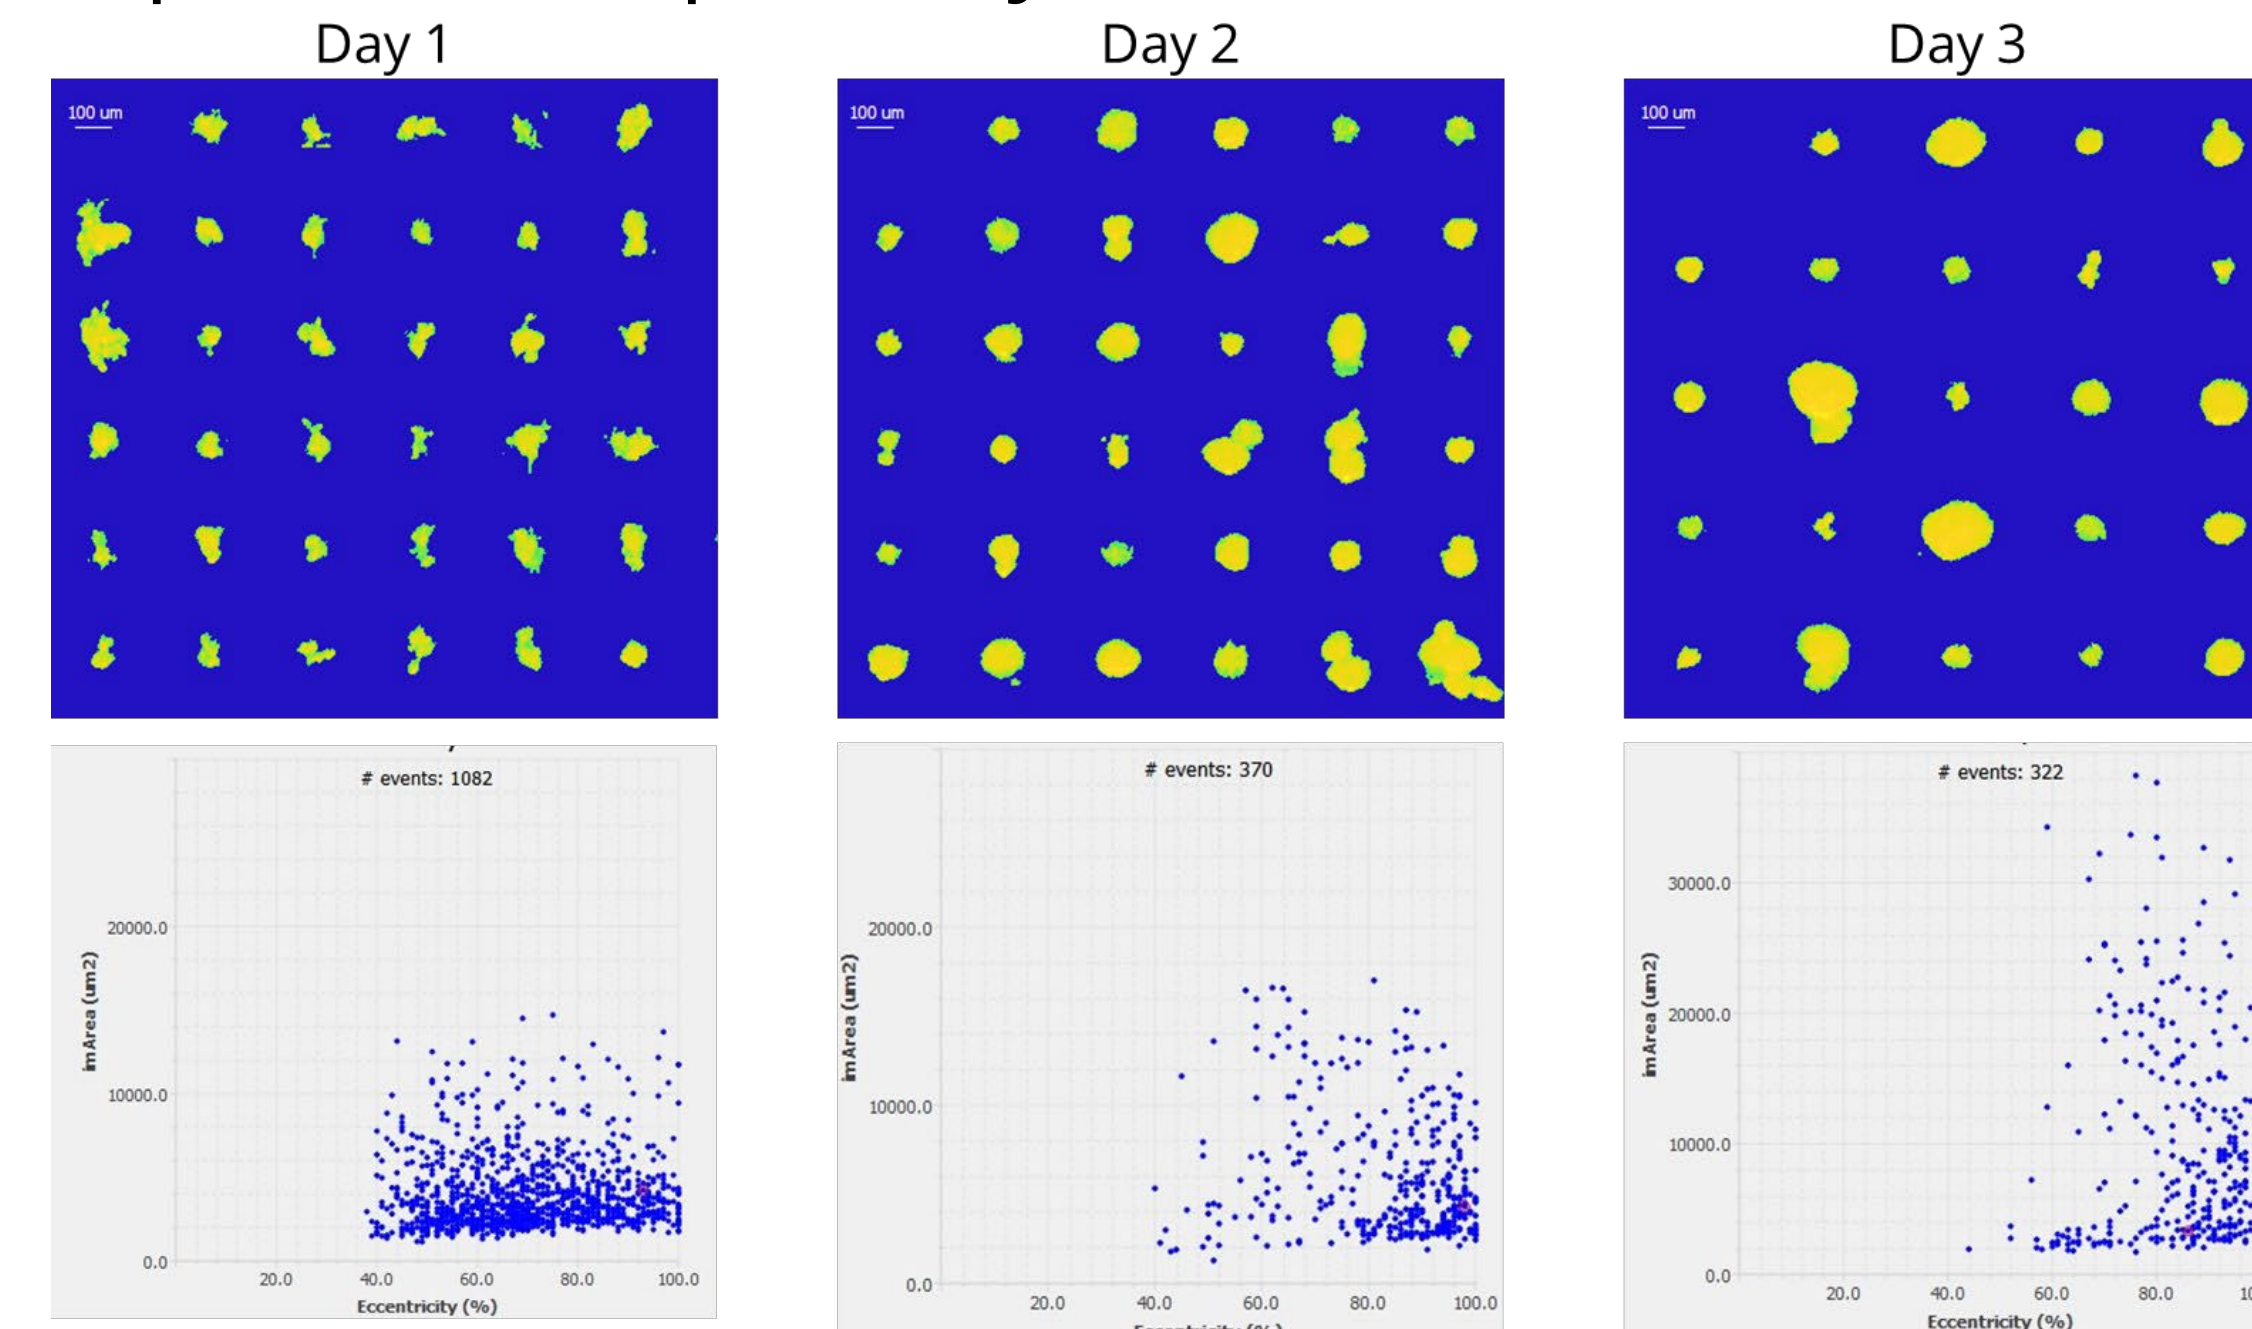 Day 1
Day 2
Day 3
100 um
100 um
100 um
# events: 1082
imArea (um2)
20000.0
10000.0
0.0
20.0 40.0 60.0 80.0 100.0
Eccentricity (%)
# events: 370
imArea (um2)
20000.0
10000.0
0.0
20.0 40.0 60.0 80.0 100.0
# events: 322
imArea (um2)
30000.0
20000.0
10000.0
0.0
20.0 40.0 60.0 80.0
Eccentricity (%)